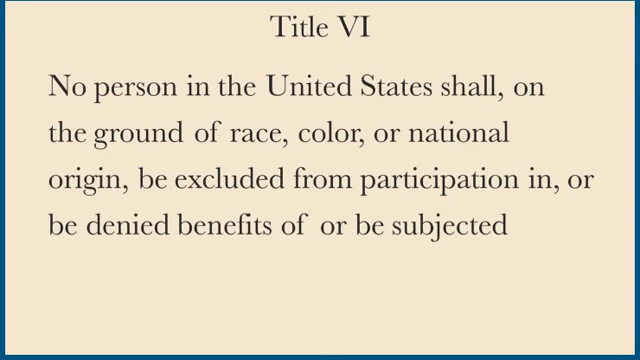 Title VI
No person in the United States shall, on
the ground of race, color, or national
origin, be excluded from participation in, or
be denied benefits of or be subjected